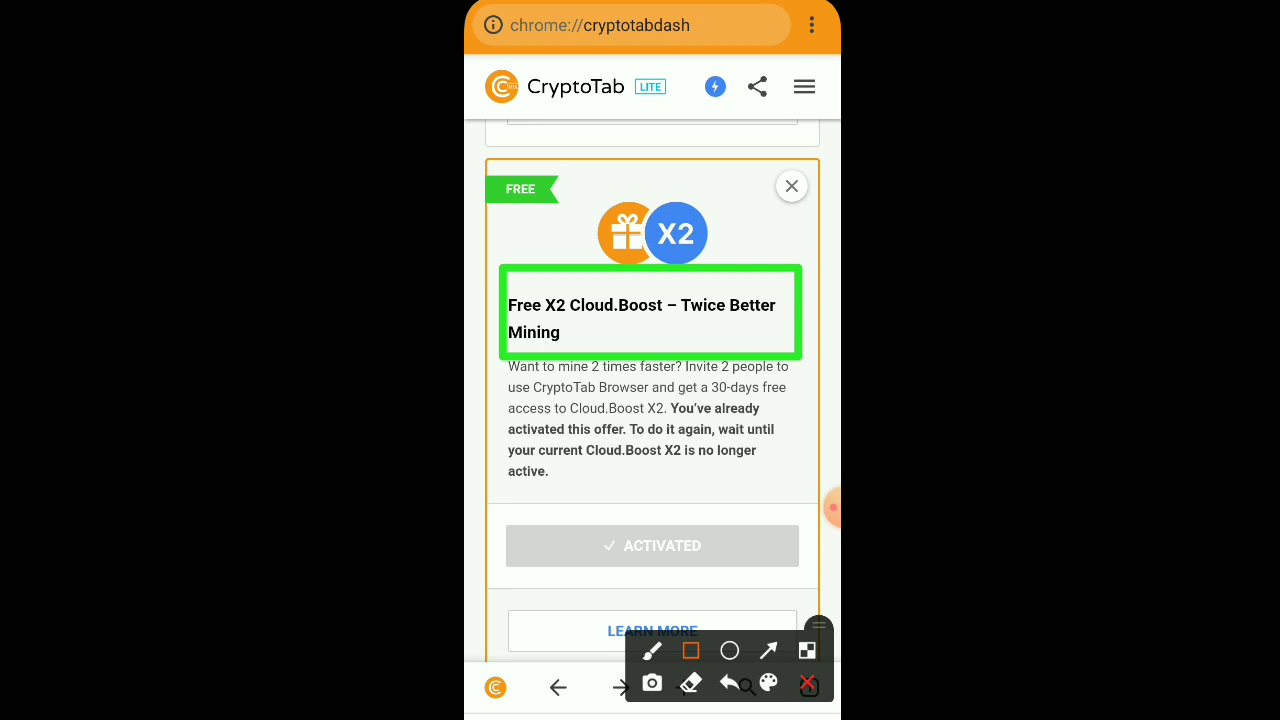 chrome://cryptotabdash
CryptoTab LITE
FREE
X2
Free X2 Cloud.Boost – Twice Better
Mining
Want to mine 2 times faster? Invite 2 people to
use CryptoTab Browser and get a 30-days free
access to Cloud.Boost X2. You've already
activated this offer. To do it again, wait until
your current Cloud.Boost X2 is no longer
active.
✓ ACTIVATED
LEARN MORE